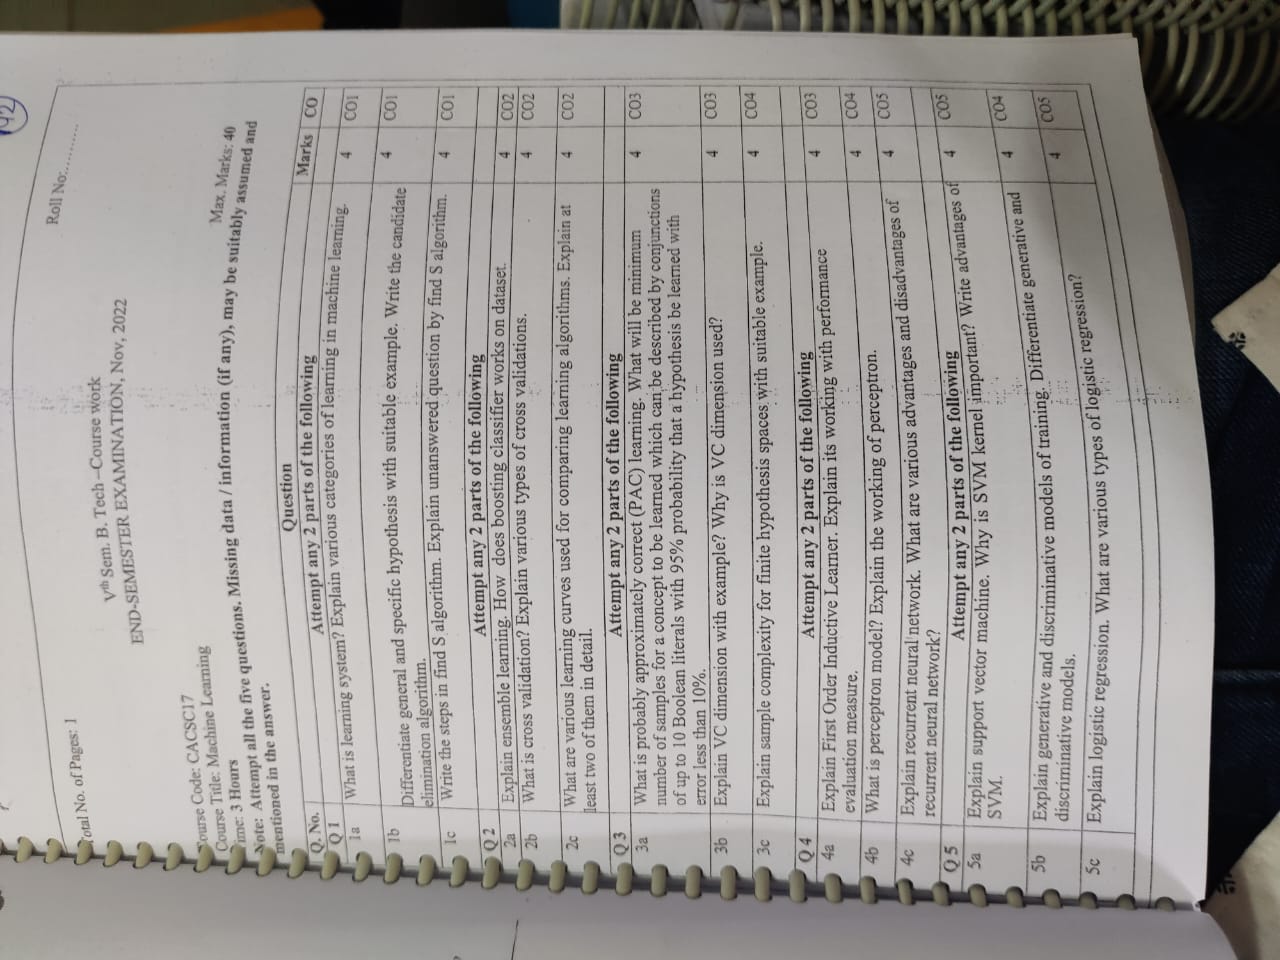 Roll No:............
Total No. of Pages: 1
Vth Sem. B. Tech –Course work
END-SEMESTER EXAMINATION, Nov, 2022
Course Code: CACSC17
Course Title: Machine Learning
Time: 3 Hours Max. Marks: 40
Note: Attempt all the five questions. Missing data / information (if any), may be suitably assumed and
mentioned in the answer.
Q. No. Question Marks CO
Q 1 Attempt any 2 parts of the following
1a What is learning system? Explain various categories of learning in machine learning. 4 CO1
1b Differentiate general and specific hypothesis with suitable example. Write the candidate 4 CO1
elimination algorithm.
1c Write the steps in find S algorithm. Explain unanswered question by find S algorithm. 4 CO1
Q 2 Attempt any 2 parts of the following
2a Explain ensemble learning. How does boosting classifier works on dataset. 4 CO2
2b What is cross validation? Explain various types of cross validations. 4 CO2
2c What are various learning curves used for comparing learning algorithms. Explain at 4 CO2
least two of them in detail.
Q 3 Attempt any 2 parts of the following
3a What is probably approximately correct (PAC) learning. What will be minimum 4 CO3
number of samples for a concept to be learned which can be described by conjunctions
of up to 10 Boolean literals with 95% probability that a hypothesis be learned with
error less than 10%.
3b Explain VC dimension with example? Why is VC dimension used? 4 CO3
3c Explain sample complexity for finite hypothesis spaces with suitable example. 4 CO4
Q 4 Attempt any 2 parts of the following
4a Explain First Order Inductive Learner. Explain its working with performance 4 CO3
evaluation measure.
4b What is perceptron model? Explain the working of perceptron. 4 CO4
4c Explain recurrent neural network. What are various advantages and disadvantages of 4 CO5
recurrent neural network?
Q 5 Attempt any 2 parts of the following
5a Explain support vector machine. Why is SVM kernel important? Write advantages of 4 CO5
SVM.
5b Explain generative and discriminative models of training. Differentiate generative and 4 CO4
discriminative models.
5c Explain logistic regression. What are various types of logistic regression? 4 CO5